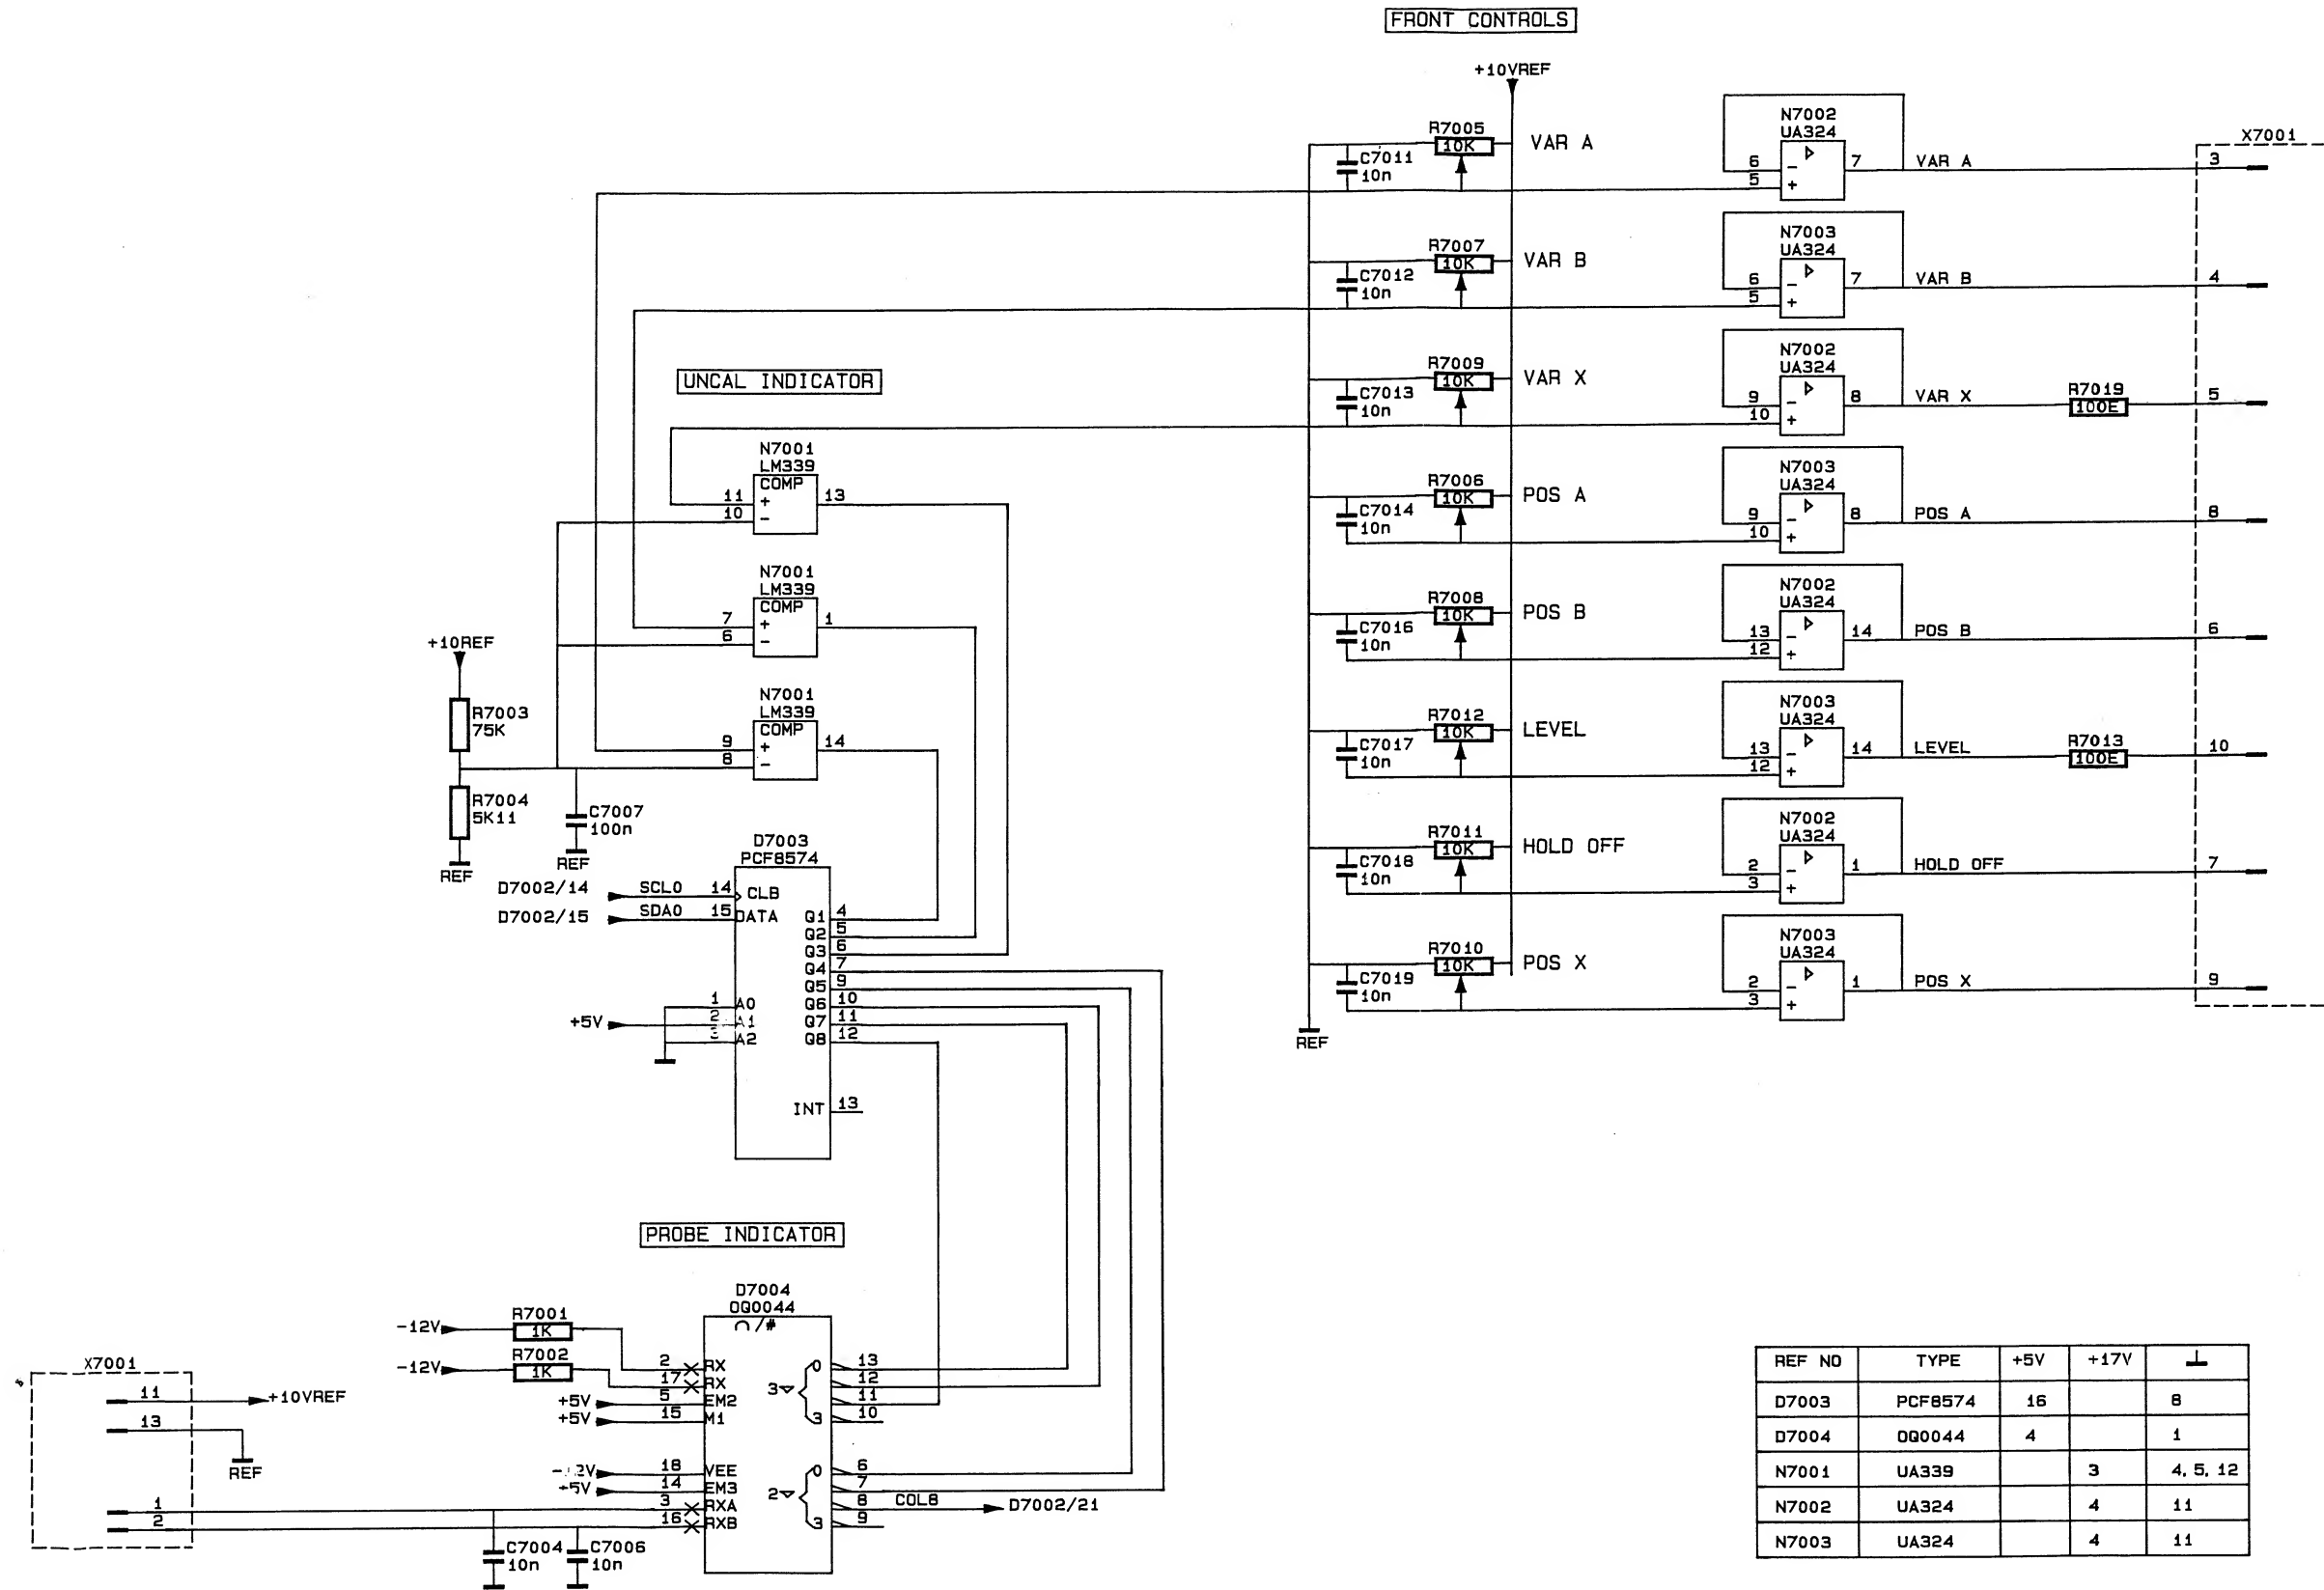 FRONT CONTROLS
+10VREF
R7005
10K
VAR A
C7011
10n
N7002
UA324
6
-
5
+
7
VAR A
X7001
3
R7007
10K
VAR B
C7012
10n
N7003
UA324
6
-
5
+
7
VAR B
4
R7009
10K
VAR X
C7013
10n
N7002
UA324
9
-
10
+
8
VAR X
R7019
100E
5
R7006
10K
POS A
C7014
10n
N7003
UA324
9
-
10
+
8
POS A
8
R7008
10K
POS B
C7016
10n
N7002
UA324
13
-
12
+
14
POS B
6
R7012
10K
LEVEL
C7017
10n
N7003
UA324
13
-
12
+
14
LEVEL
R7013
100E
10
R7011
10K
HOLD OFF
C7018
10n
N7002
UA324
2
-
3
+
1
HOLD OFF
7
R7010
10K
POS X
C7019
10n
N7003
UA324
2
-
3
+
1
POS X
9
REF
UNCAL INDICATOR
N7001
LM339
COMP
11
+
10
-
13
N7001
LM339
COMP
7
+
6
-
1
N7001
LM339
COMP
9
+
8
-
14
+10REF
R7003
75K
R7004
5K11
REF
C7007
100n
REF
D7003
PCF8574
D7002/14 SCL0 14 CLB
D7002/15 SDA0 15 DATA
Q1 4
Q2 5
Q3 6
Q4 7
Q5 9
Q6 10
Q7 11
Q8 12
1 A0
+5V 2 A1
A2
INT 13
PROBE INDICATOR
D7004
OQ0044
/#
-12V R7001 1K 2 RX
-12V R7002 1K 17 RX
+5V 5 EM2
+5V 15 M1
18 VEE
+5V 14 EM3
3 RXA
16 RXB
3 0 13
12
11
3 10
2 0 6
7
8 COL8 D7002/21
3 9
X7001
11 +10VREF
13
REF
1
2
C7004
10n
C7006
10n
REF NO TYPE +5V +17V
D7003 PCF8574 16 8
D7004 OQ0044 4 1
N7001 UA339 3 4, 5, 12
N7002 UA324 4 11
N7003 UA324 4 11